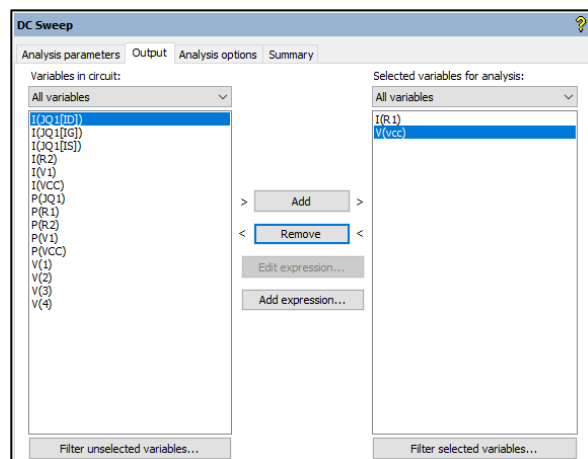 DC Sweep
?
Analysis parameters Output Analysis options Summary
Variables in circuit:
Selected variables for analysis:
All variables
All variables
I(JQ1[ID])
I(JQ1[IG])
I(JQ1[IS])
I(R2)
I(V1)
I(VCC)
P(JQ1)
P(R1)
P(R2)
P(V1)
P(VCC)
V(1)
V(2)
V(3)
V(4)
> Add >
< Remove <
Edit expression...
Add expression...
I(R1)
V(vcc)
Filter unselected variables...
Filter selected variables...